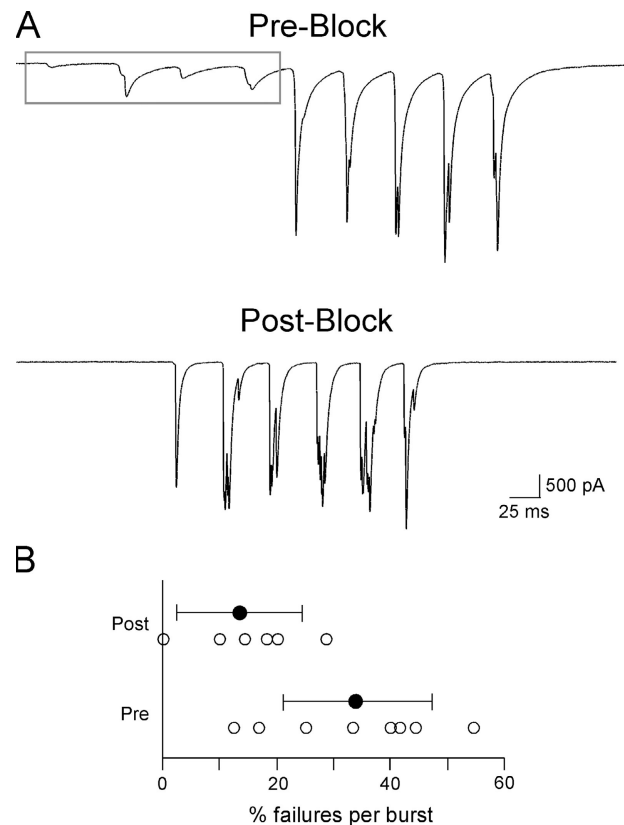 A
Pre-Block
Post-Block
500 pA
25 ms
B
Post
Pre
0 20 40 60
% failures per burst